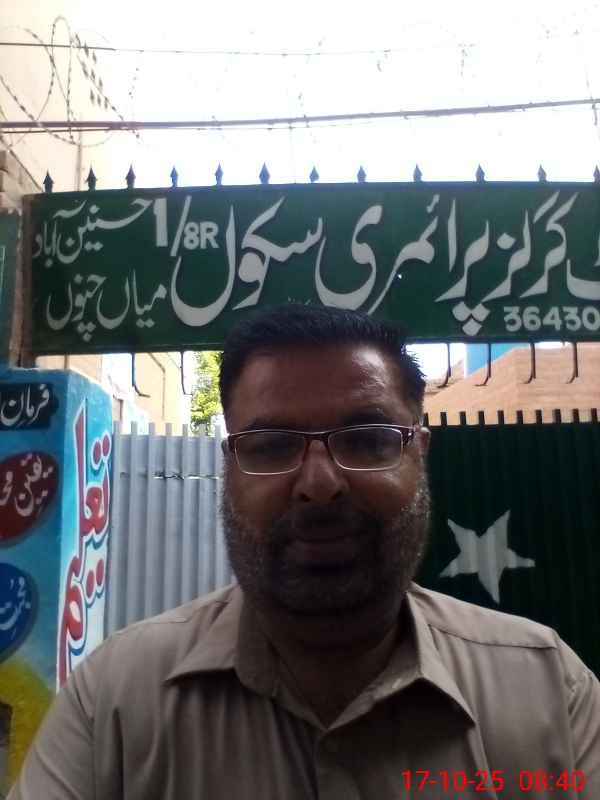 گرلز پرائمری سکول 1/8R حسنین آباد
میاں چنوں
36430
فرمان
تعلیم
17-10-25 08:40